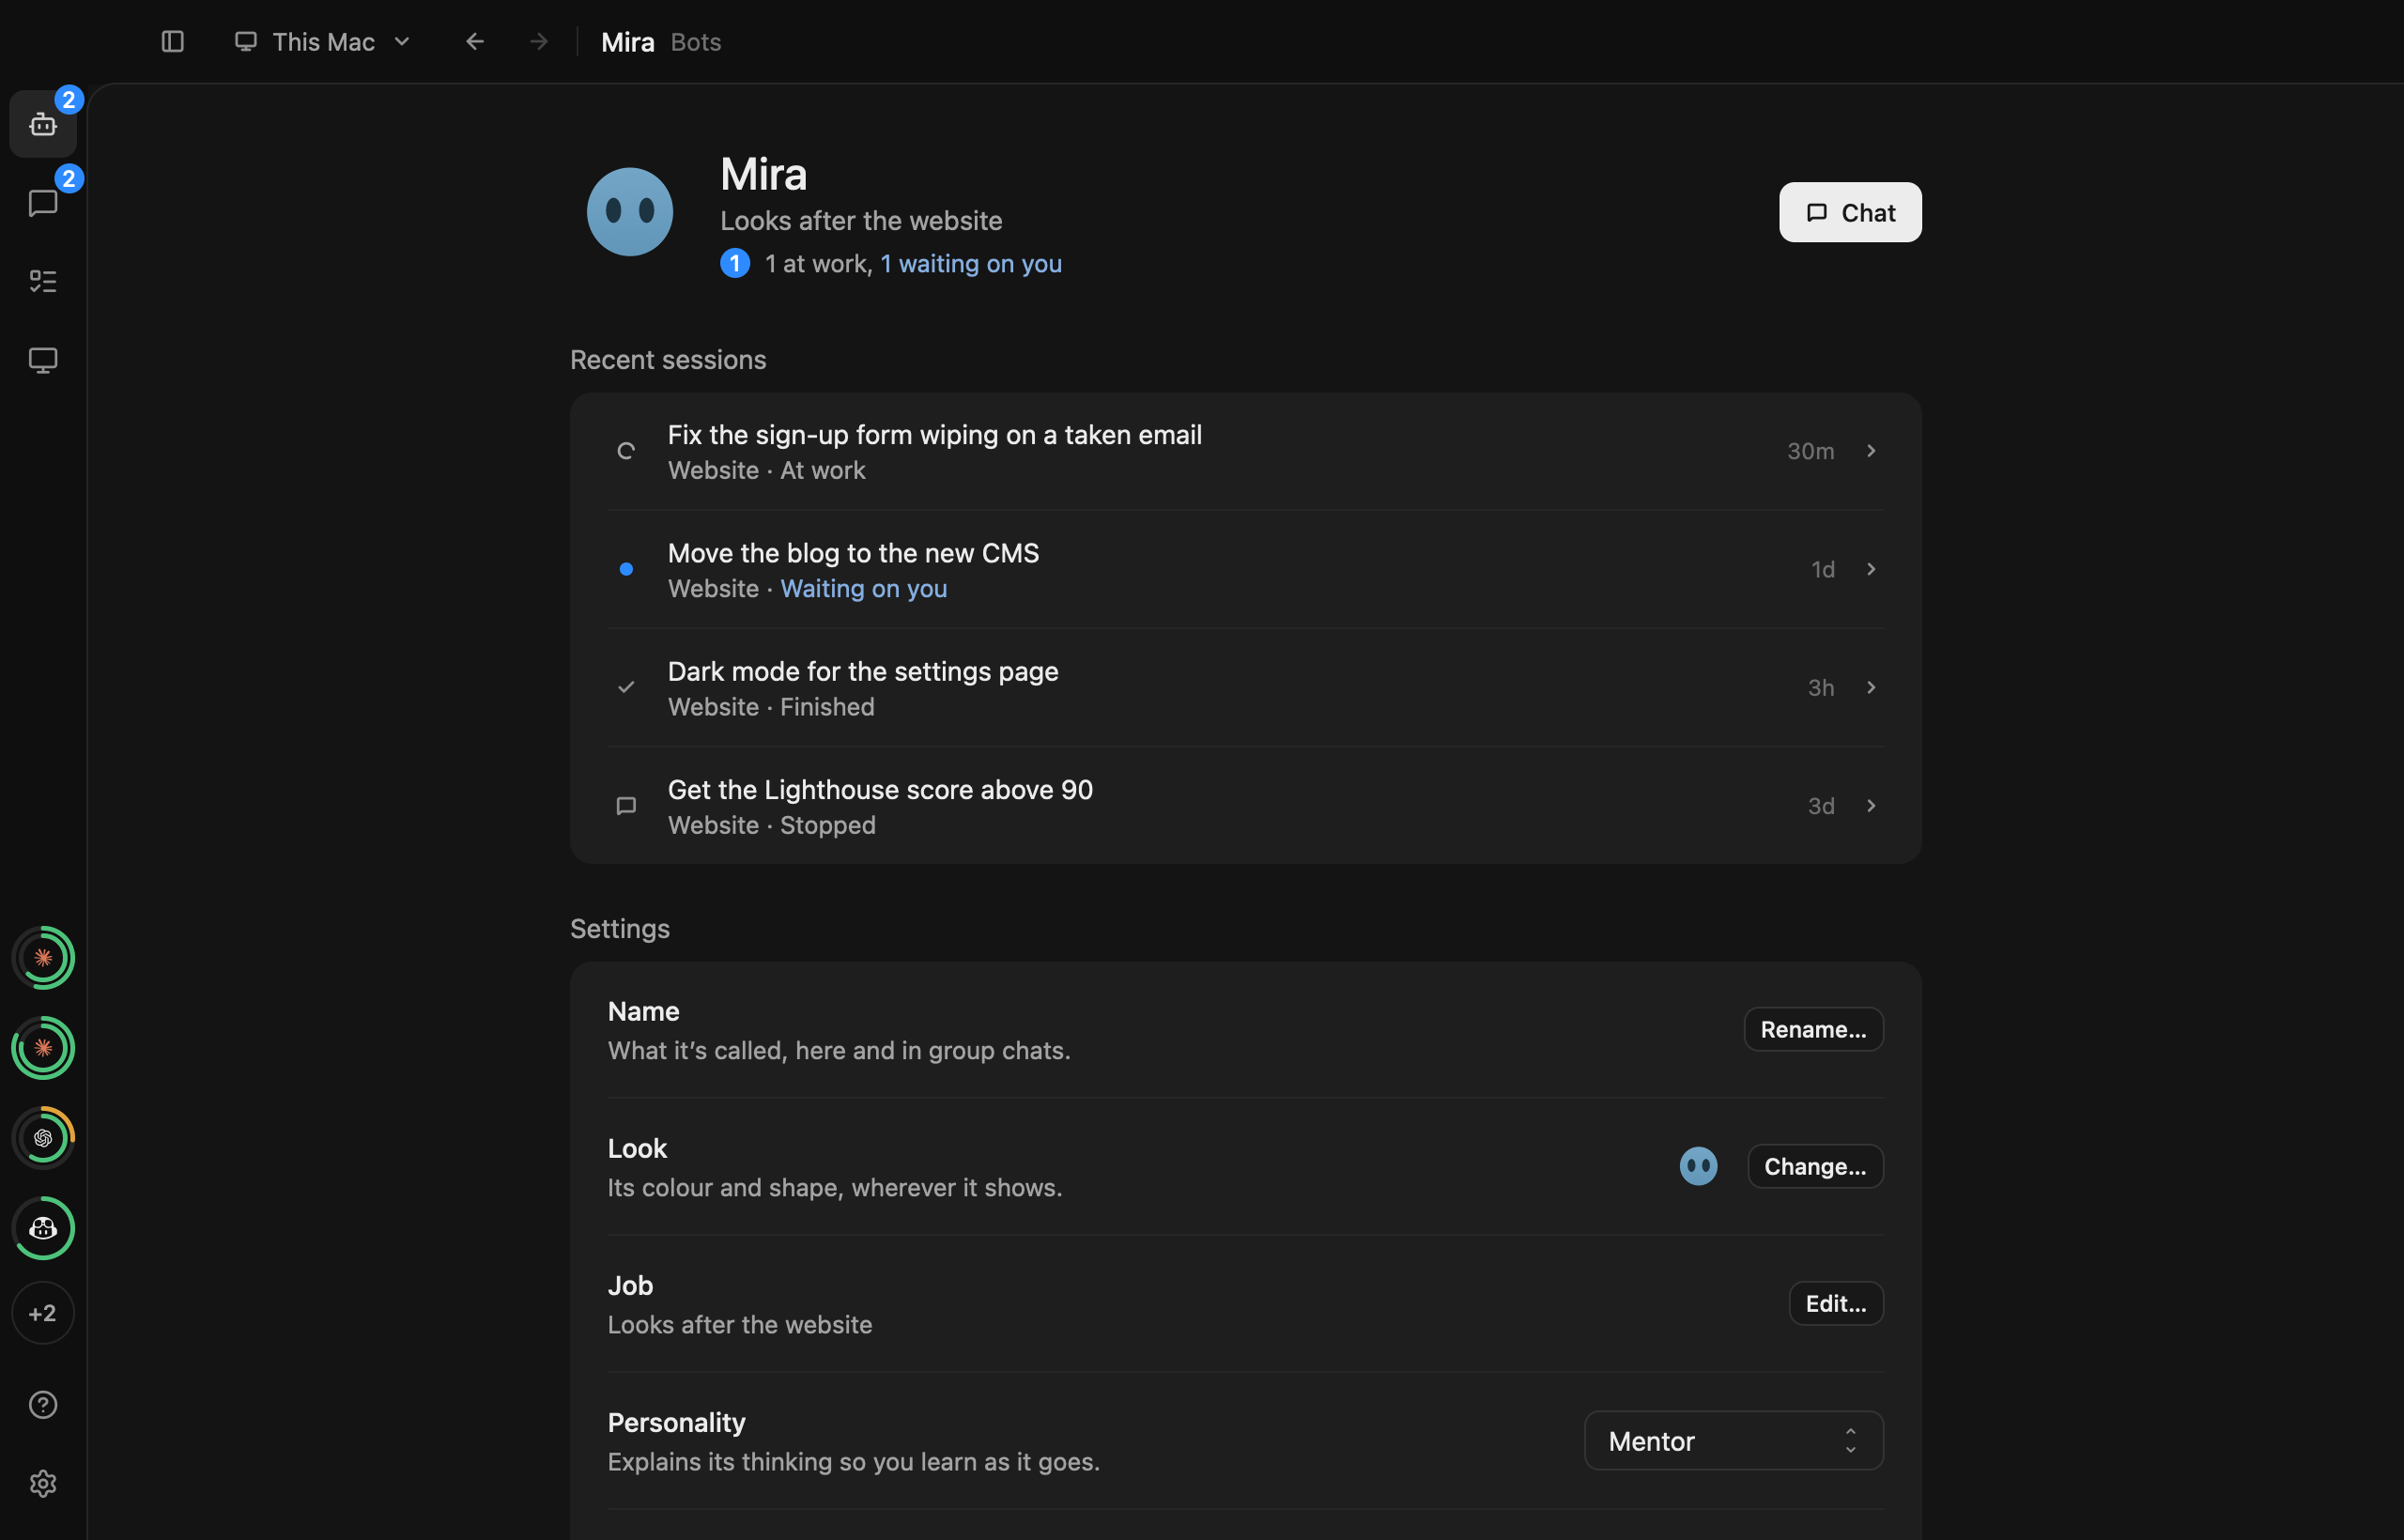 This Mac
Mira Bots
2
2
Mira
Looks after the website
1 1 at work, 1 waiting on you
Chat
Recent sessions
Fix the sign-up form wiping on a taken email
Website · At work
30m
Move the blog to the new CMS
Website · Waiting on you
1d
Dark mode for the settings page
Website · Finished
3h
Get the Lighthouse score above 90
Website · Stopped
3d
Settings
Name
What it’s called, here and in group chats.
Rename...
Look
Its colour and shape, wherever it shows.
Change...
Job
Looks after the website
Edit...
Personality
Explains its thinking so you learn as it goes.
Mentor
+2